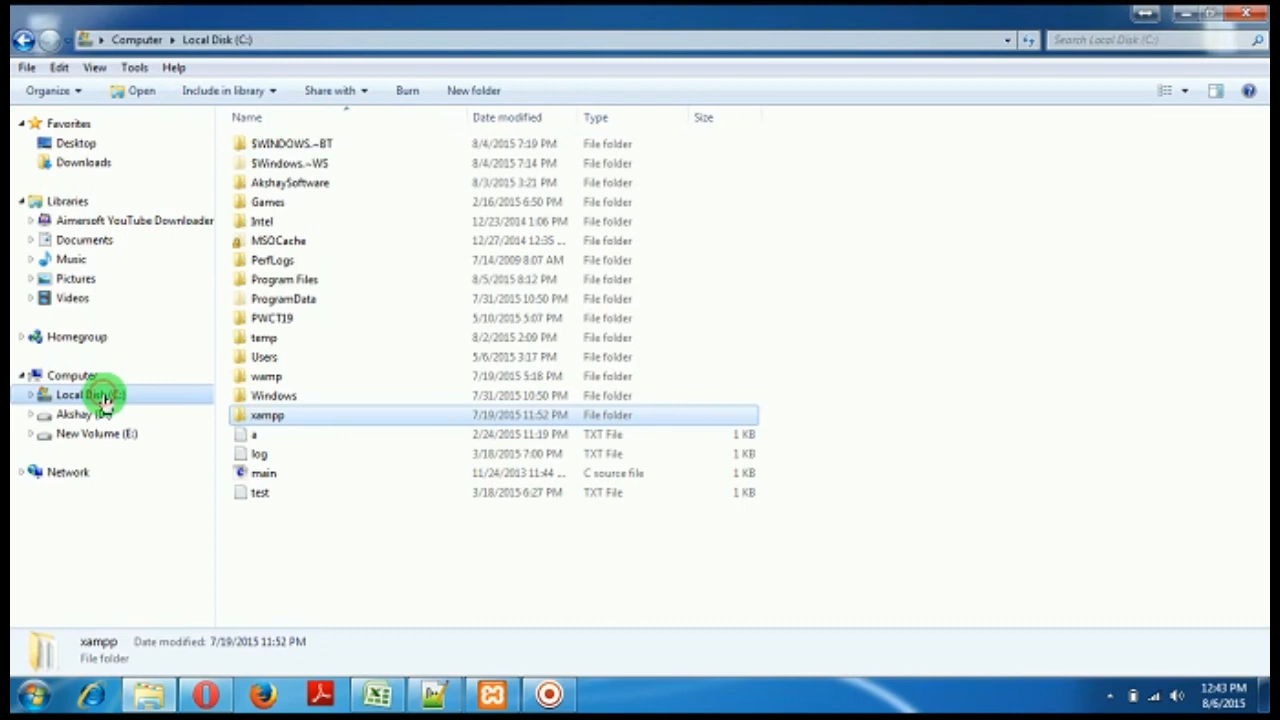 Computer ▸ Local Disk (C:)
Search Local Disk (C:)
File Edit View Tools Help
Organize Open Include in library Share with Burn New folder
Name Date modified Type Size
Favorites
Desktop
Downloads
Libraries
Aimersoft YouTube Downloader
Documents
Music
Pictures
Videos
Homegroup
Computer
Local Disk (C:)
Akshay (D:)
New Volume (E:)
Network
$WINDOWS.~BT 8/4/2015 7:19 PM File folder
$Windows.~WS 8/4/2015 7:14 PM File folder
AkshaySoftware 8/3/2015 3:21 PM File folder
Games 2/16/2015 6:50 PM File folder
Intel 12/23/2014 1:06 PM File folder
MSOCache 12/27/2014 12:35 ... File folder
PerfLogs 7/14/2009 8:07 AM File folder
Program Files 8/5/2015 8:12 PM File folder
ProgramData 7/31/2015 10:50 PM File folder
PWCT19 5/10/2015 5:07 PM File folder
temp 8/2/2015 2:09 PM File folder
Users 5/6/2015 3:17 PM File folder
wamp 7/19/2015 5:18 PM File folder
Windows 7/31/2015 10:50 PM File folder
xampp 7/19/2015 11:52 PM File folder
a 2/24/2015 11:19 PM TXT File 1 KB
log 3/18/2015 7:00 PM TXT File 1 KB
main 11/24/2013 11:44 ... C source file 1 KB
test 3/18/2015 6:27 PM TXT File 1 KB
xampp Date modified: 7/19/2015 11:52 PM
File folder
12:43 PM
8/6/2015